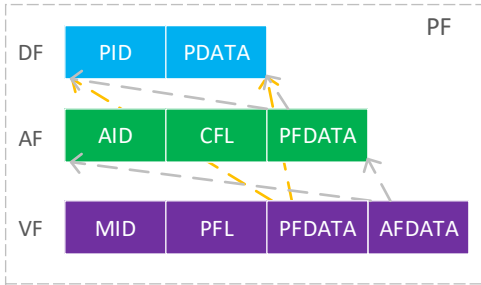 PF
DF PID PDATA
AF AID CFL PFDATA
VF MID PFL PFDATA AFDATA